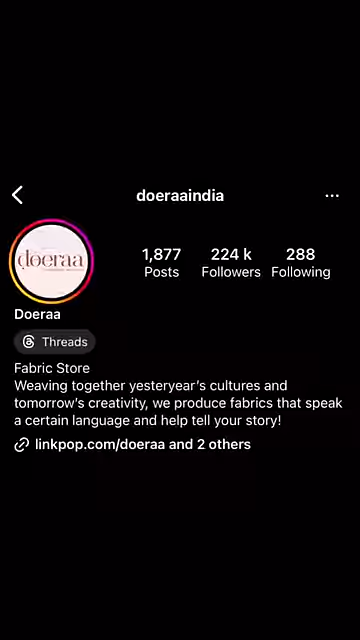 doeraaindia
doeraa
1,877
224 k
288
Posts
Followers
Following
Doeraa
Threads
Fabric Store
Weaving together yesteryear’s cultures and
tomorrow’s creativity, we produce fabrics that speak
a certain language and help tell your story!
linkpop.com/doeraa and 2 others